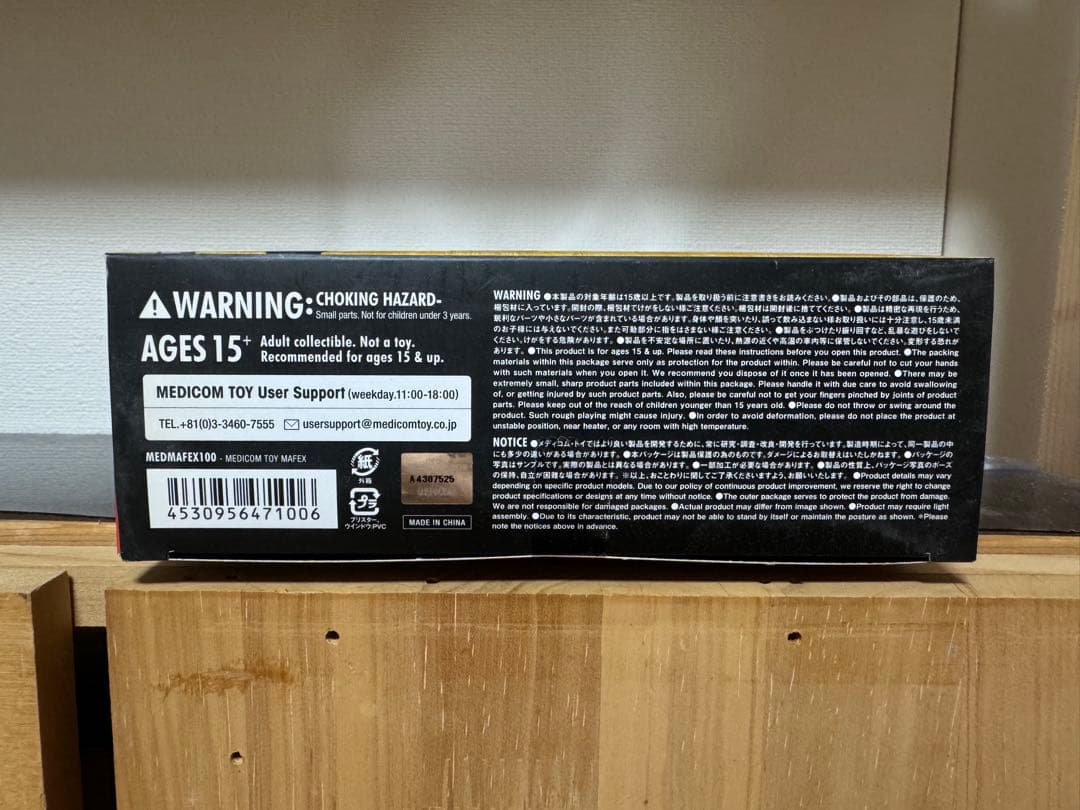 WARNING: CHOKING HAZARD-
Small parts. Not for children under 3 years.
AGES 15+ Adult collectible. Not a toy.
Recommended for ages 15 & up.
MEDICOM TOY User Support (weekday.11:00-18:00)
TEL.+81(0)3-3460-7555 usersupport@medicomtoy.co.jp
MEDMAFEX100 - MEDICOM TOY MAFEX
4530956471006
紙
外箱
プラ
ブリスター、
ウインドウ:PVC
A4307525
MADE IN CHINA
WARNING ●本製品の対象年齢は15歳以上です。製品を取り扱う前に注意書きをお読みください。●製品およびその部品は、保護のため、
梱包材に入っています。開封の際、梱包材でけがをしない様ご注意ください。梱包材は開封後に捨ててください。●製品は精密な再現を行うため、
鋭利なパーツや小さなパーツが含まれている場合があります。身体や顔を突いたり、誤って飲み込まない様お取り扱いには十分注意し、15歳未満
のお子様には与えないでください。また可動部分に指をはさまない様ご注意ください。●製品をぶつけたり振り回すなど、乱暴な遊びをしないで
ください。けがをする危険があります。●製品を不安定な場所に置いたり、熱源の近くや高温の車内等に保管しないでください。変形する恐れが
あります。●This product is for ages 15 & up. Please read these instructions before you open this product. ●The packing
materials within this package serve only as protection for the product within. Please be careful not to cut your hands
with such materials when you open it. We recommend you dispose of it once it has been opened. ●There may be
extremely small, sharp product parts included within this package. Please handle it with due care to avoid swallowing
of, or getting injured by such product parts. Also, please be careful not to get your fingers pinched by joints of product
parts. Please keep out of the reach of children younger than 15 years old. ●Please do not throw or swing around the
product. Such rough playing might cause injury. ●In order to avoid deformation, please do not place the product at
unstable position, near heater, or any room with high temperature.
NOTICE ●メディコム・トイではより良い製品を開発するために、常に研究・調査・改良・開発を行っています。製造時期によって、同一製品の中
にも多少の違いがある場合があります。●本パッケージは製品保護の為のものです。ダメージによるお取替えはいたしかねます。●パッケージの
写真はサンプルです。実際の製品とは異なる場合があります。●一部加工が必要な場合があります。●製品の性質上、パッケージ写真のポーズ
の保持、自立が困難な場合があります。※以上、おことわりに関してご了承くださいますよう、お願いします。●Product details may vary
depending on specific product models. Due to our policy of continuous product improvement, we reserve the right to change
product specifications or designs at any time without notice. ●The outer package serves to protect the product from damage.
We are not responsible for damaged packages. ●Actual product may differ from image shown. ●Product may require light
assembly. ●Due to its characteristic, product may not be able to stand by itself or maintain the posture as shown. ※Please
note the notices above in advance.